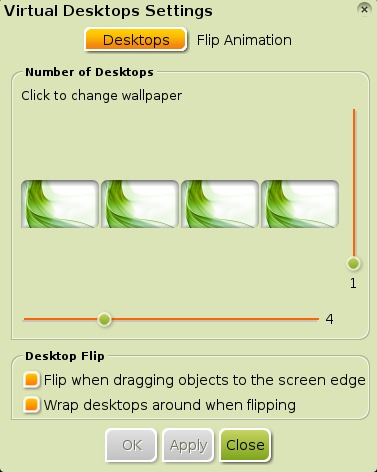 Virtual Desktops Settings
Desktops Flip Animation
Number of Desktops
Click to change wallpaper
1
4
Desktop Flip
Flip when dragging objects to the screen edge
Wrap desktops around when flipping
OK Apply Close